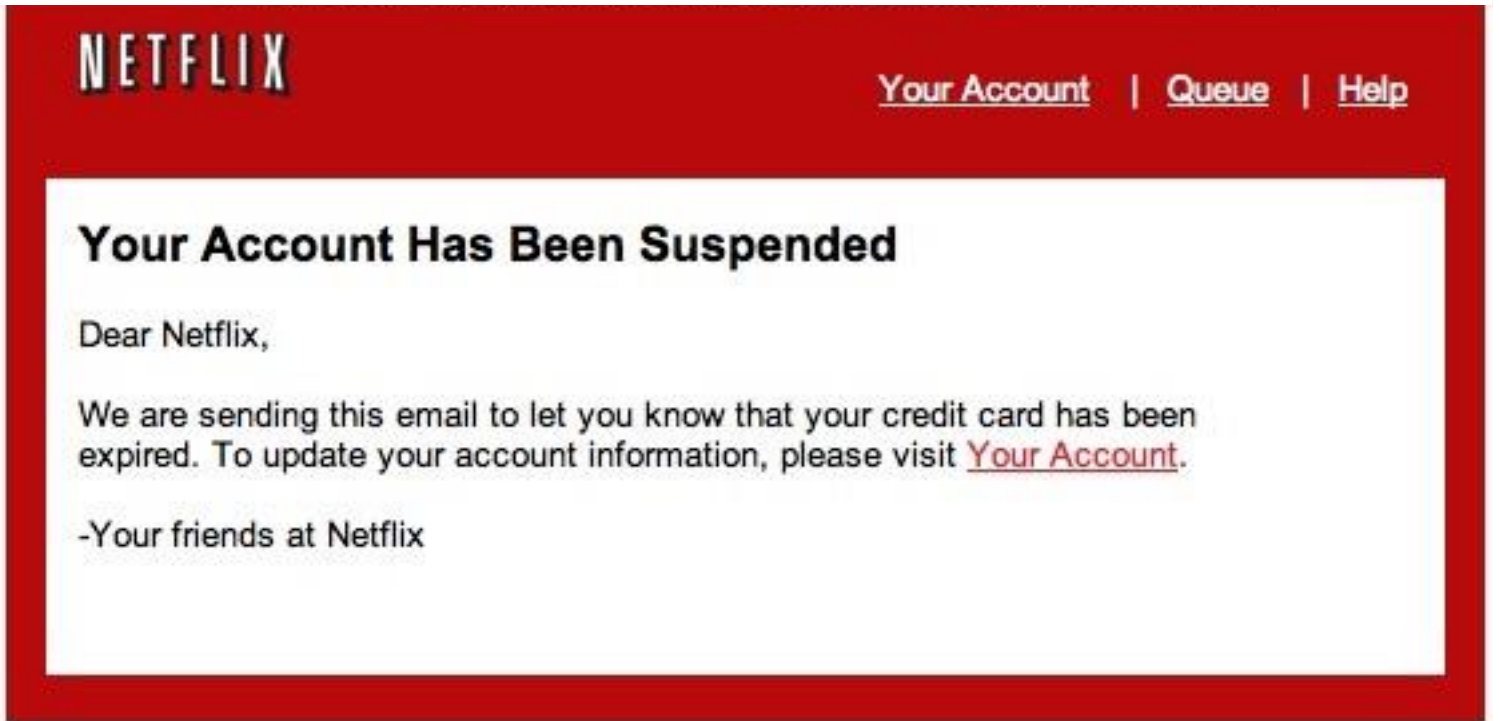 NETFLIX
Your Account | Queue | Help
Your Account Has Been Suspended
Dear Netflix,
We are sending this email to let you know that your credit card has been
expired. To update your account information, please visit Your Account.
-Your friends at Netflix